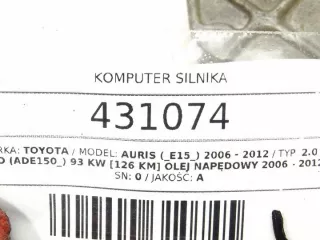 KOMPUTER SILNIKA
431074
RKA: TOYOTA / MODEL: AURIS (_E15_) 2006 - 2012 / TYP 2.0
D (ADE150_) 93 KW [126 KM] OLEJ NAPĘDOWY 2006 - 2012
SN: 0 / JAKOŚĆ: A